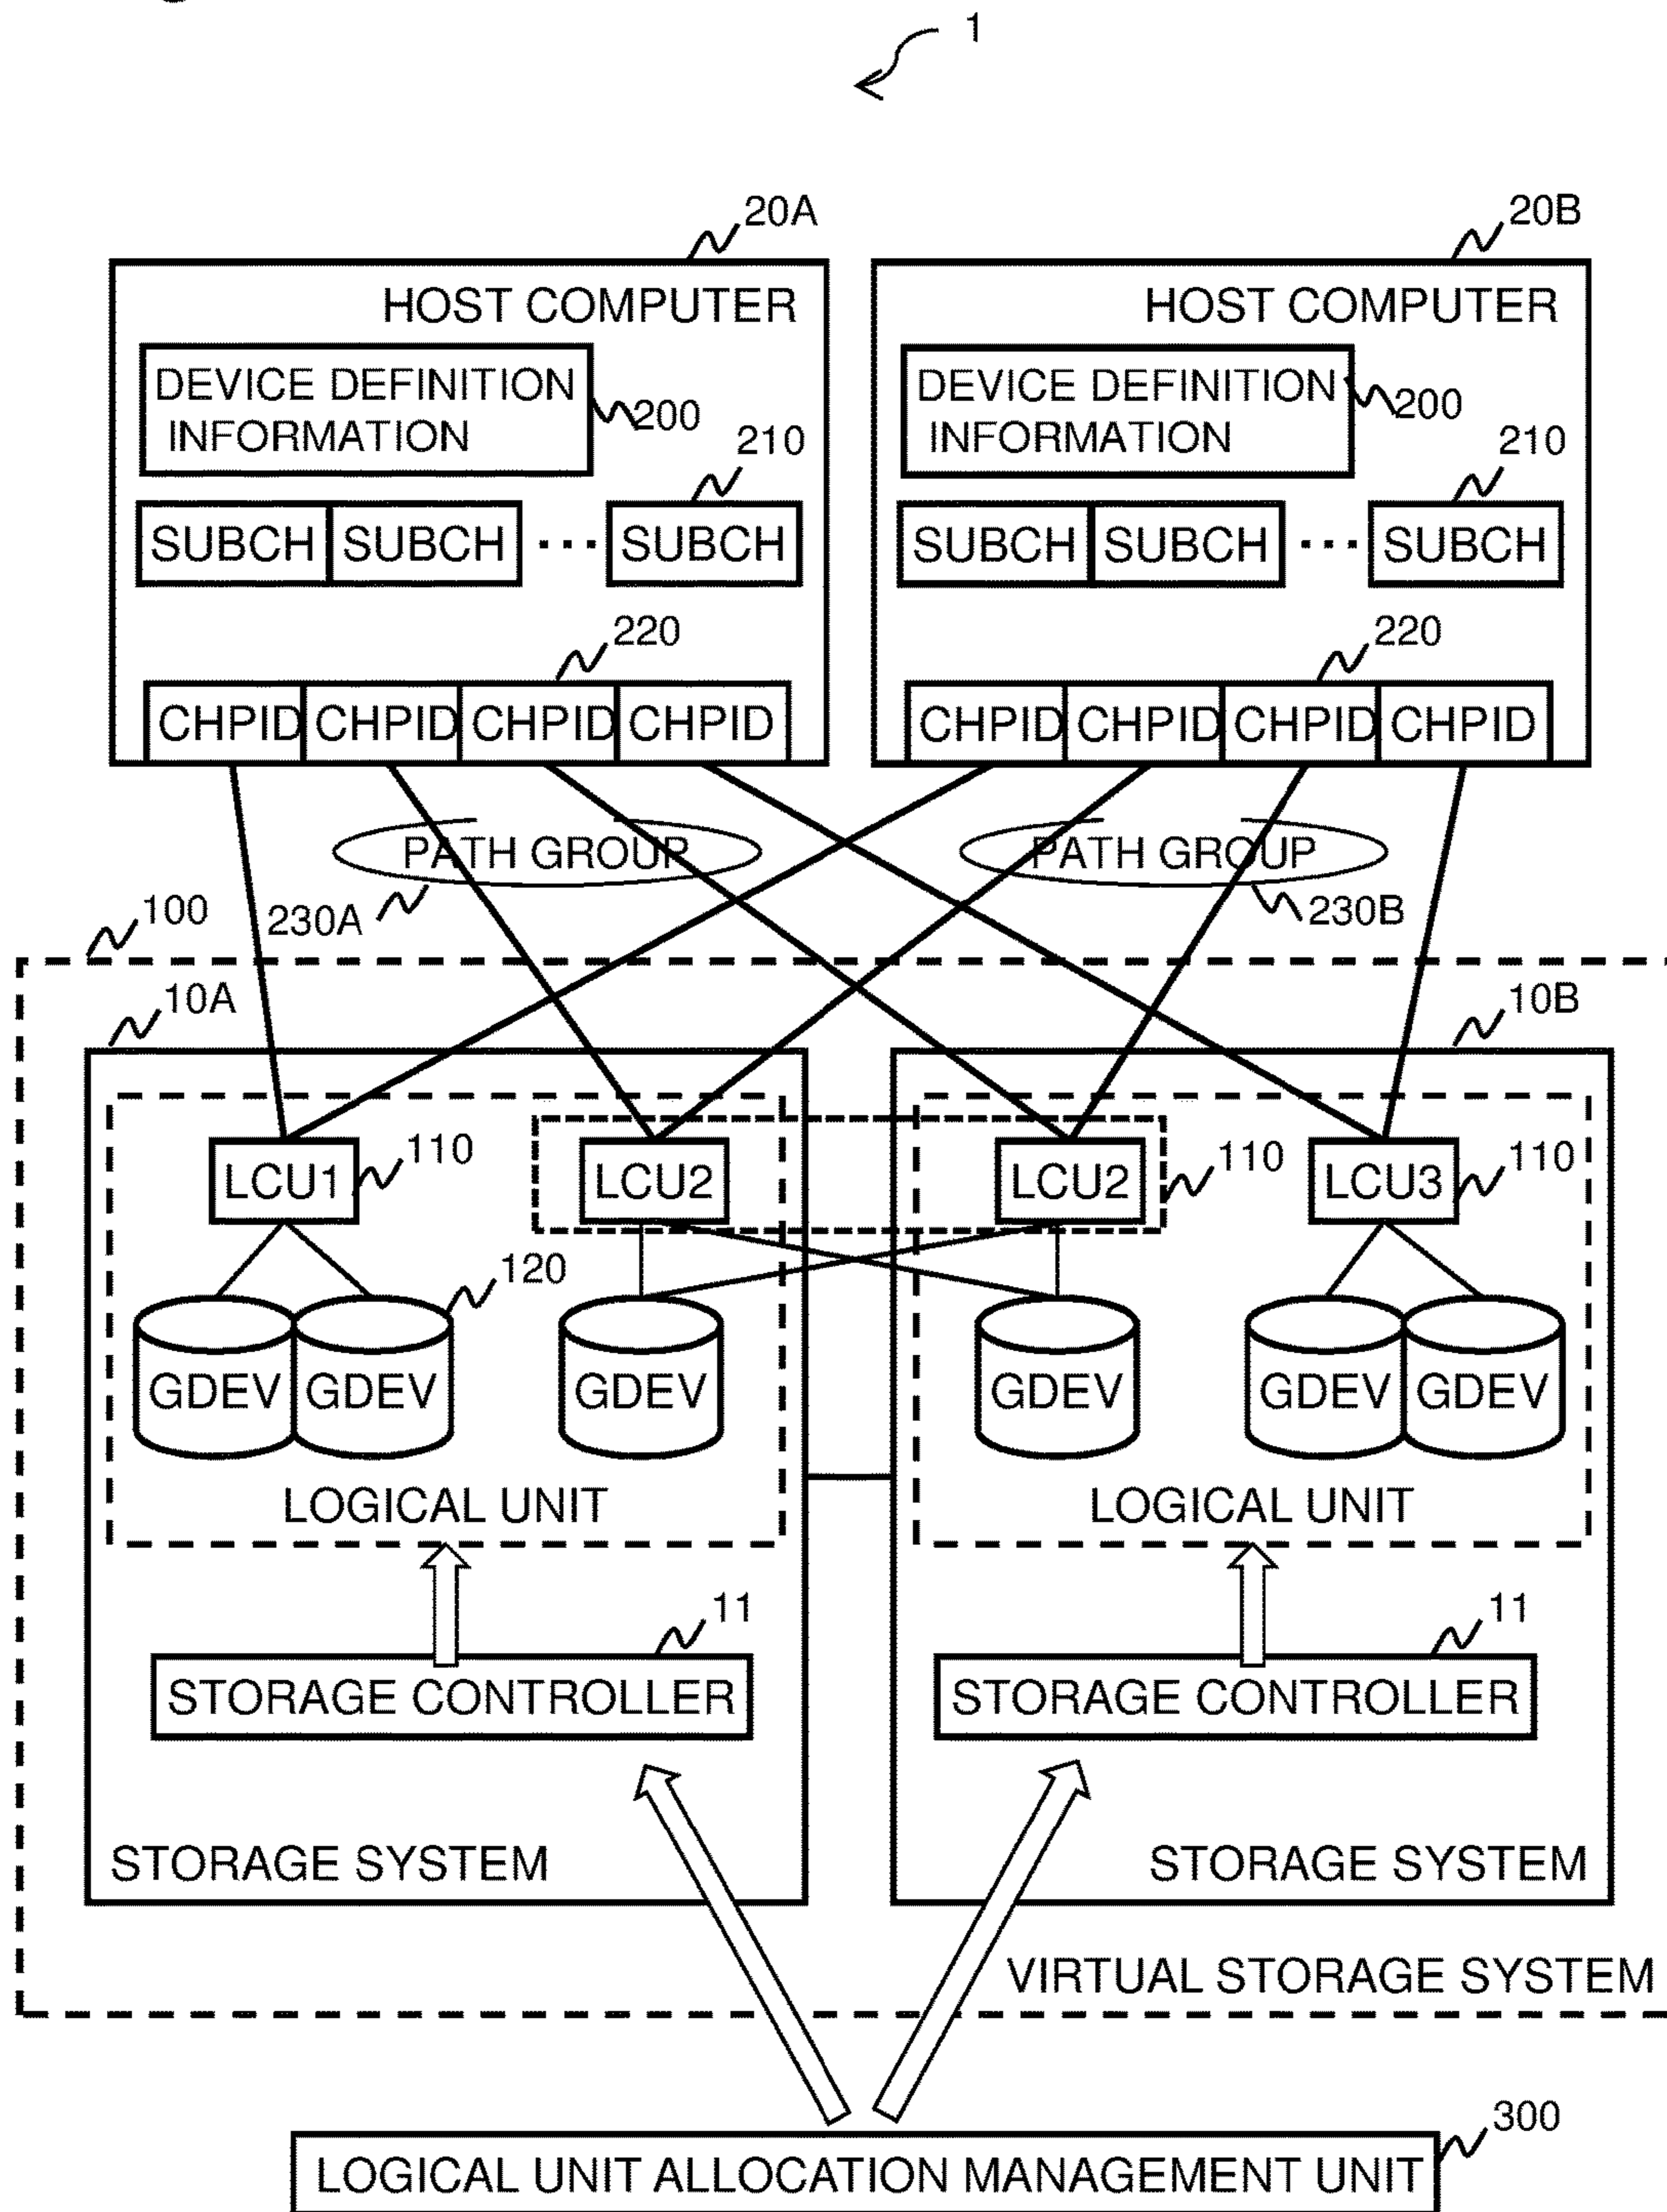 1
20A
20B
HOST COMPUTER
HOST COMPUTER
DEVICE DEFINITION
INFORMATION
200
DEVICE DEFINITION
INFORMATION
200
210
210
SUBCH SUBCH ... SUBCH
SUBCH SUBCH ... SUBCH
220
220
CHPID CHPID CHPID CHPID
CHPID CHPID CHPID CHPID
PATH GROUP
PATH GROUP
230A
230B
100
10A
10B
LCU1
110
LCU2
LCU2
110
LCU3
110
120
GDEV GDEV
GDEV
GDEV
GDEV GDEV
LOGICAL UNIT
LOGICAL UNIT
11
11
STORAGE CONTROLLER
STORAGE CONTROLLER
STORAGE SYSTEM
STORAGE SYSTEM
VIRTUAL STORAGE SYSTEM
300
LOGICAL UNIT ALLOCATION MANAGEMENT UNIT